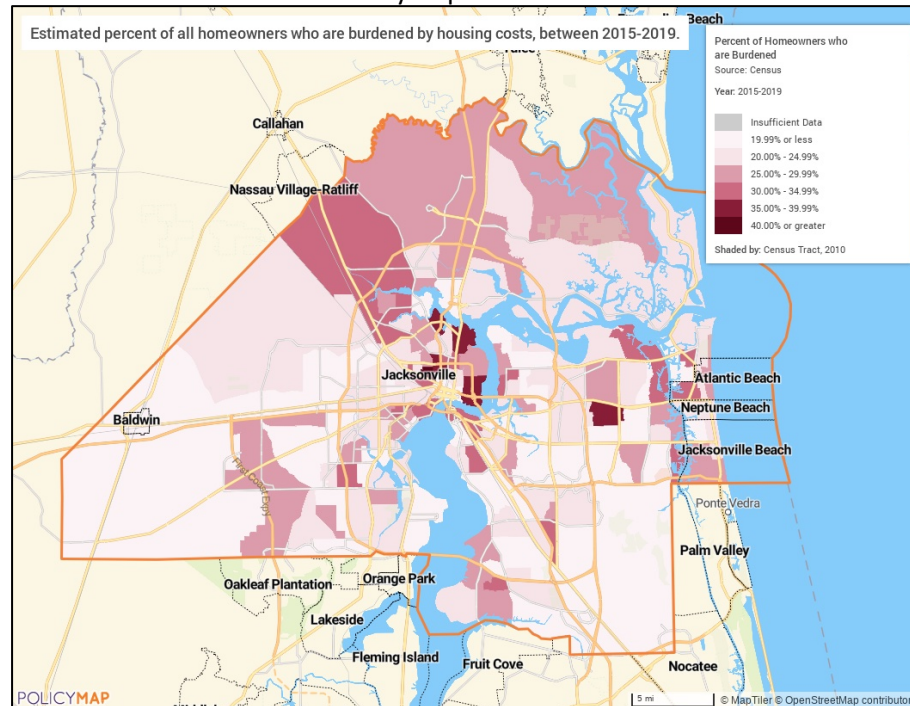 Estimated percent of all homeowners who are burdened by housing costs, between 2015-2019.
Beach
Percent of Homeowners who
are Burdened
Source: Census
Year: 2015-2019
Insufficient Data
19.99% or less
20.00% - 24.99%
25.00% - 29.99%
30.00% - 34.99%
35.00% - 39.99%
40.00% or greater
Shaded by: Census Tract, 2010
Callahan
Nassau Village-Ratliff
Jacksonville
Atlantic Beach
Neptune Beach
Baldwin
Jacksonville Beach
First Coast Expy
Ponte Vedra
Palm Valley
Oakleaf Plantation
Orange Park
Lakeside
Fleming Island
Fruit Cove
Nocatee
POLICYMAP
5 mi
© MapTiler © OpenStreetMap contributor